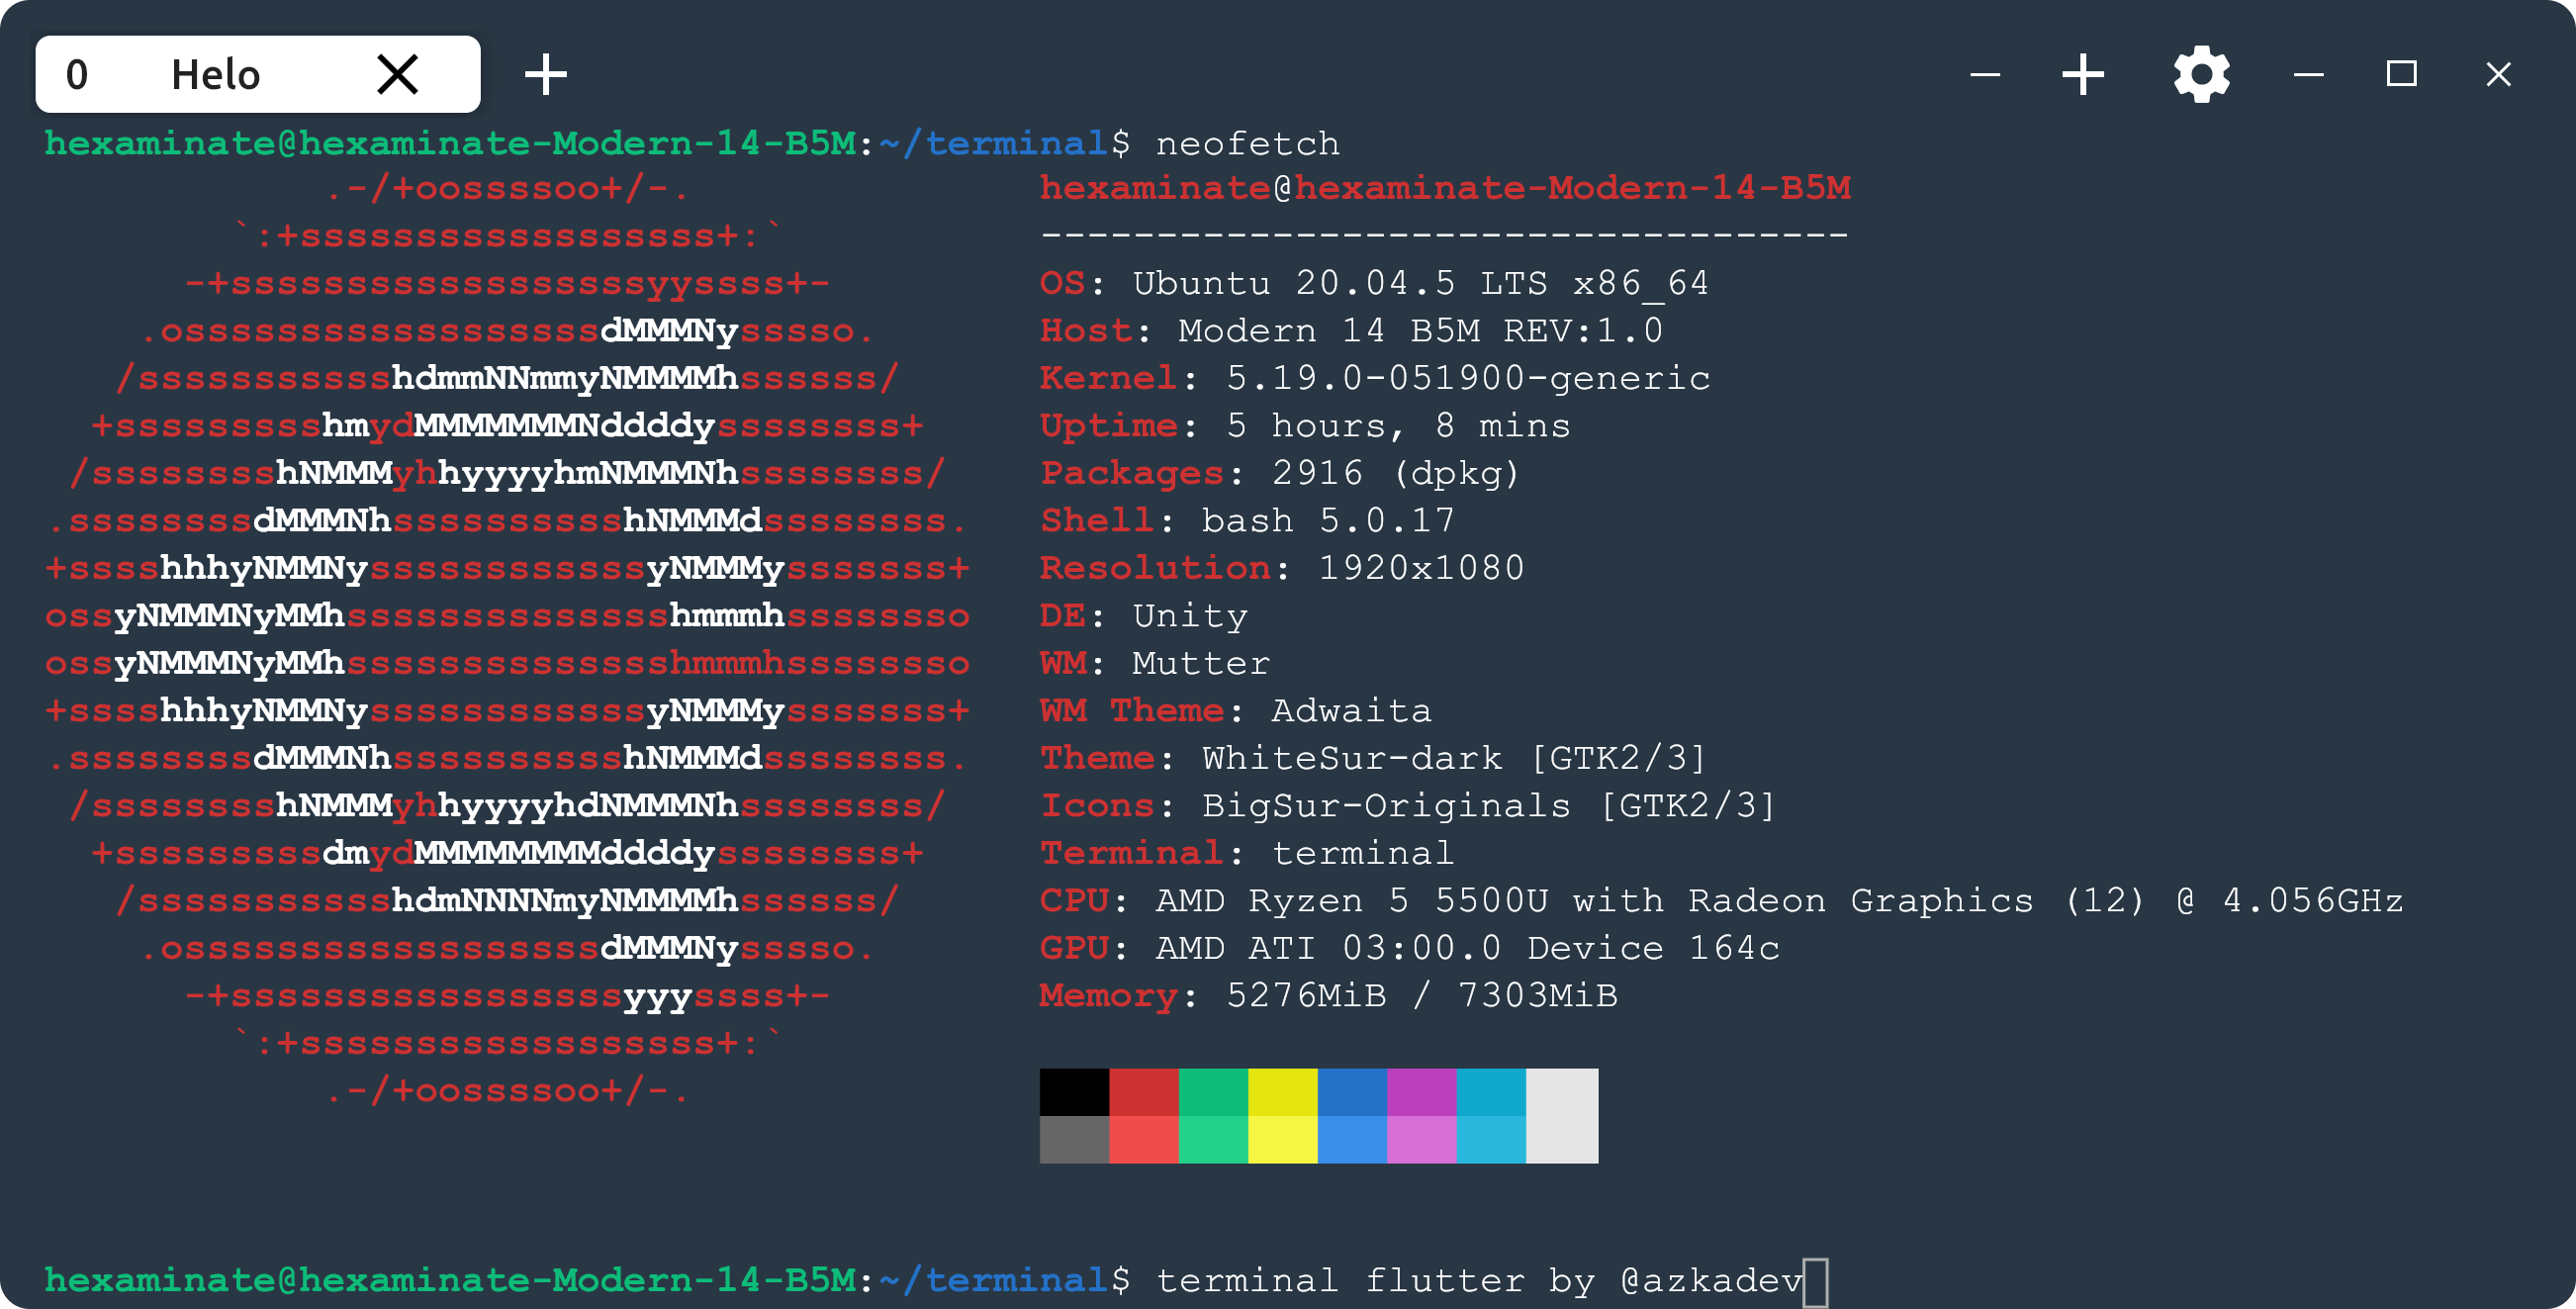 0 Helo
hexaminate@hexaminate-Modern-14-B5M:~/terminal$ neofetch
.-/+oossssoo+/-. hexaminate@hexaminate-Modern-14-B5M
`:+ssssssssssssssssss+:` -----------------------------------
-+ssssssssssssssssssyyssss+- OS: Ubuntu 20.04.5 LTS x86_64
.ossssssssssssssssssdMMMNysssso. Host: Modern 14 B5M REV:1.0
/ssssssssssshdmmNNmmyNMMMMhssssss/ Kernel: 5.19.0-051900-generic
+ssssssssshmydMMMMMMMNddddyssssssss+ Uptime: 5 hours, 8 mins
/sssssssshNMMMyhhyyyyhmNMMMNhssssssss/ Packages: 2916 (dpkg)
.ssssssssdMMMNhsssssssssshNMMMdssssssss. Shell: bash 5.0.17
+sssshhhyNMMNyssssssssssssyNMMMysssssss+ Resolution: 1920x1080
ossyNMMMNyMMhsssssssssssssshmmmhssssssso DE: Unity
ossyNMMMNyMMhsssssssssssssshmmmhssssssso WM: Mutter
+sssshhhyNMMNyssssssssssssyNMMMysssssss+ WM Theme: Adwaita
.ssssssssdMMMNhsssssssssshNMMMdssssssss. Theme: WhiteSur-dark [GTK2/3]
/sssssssshNMMMyhhyyyyhdNMMMNhssssssss/ Icons: BigSur-Originals [GTK2/3]
+sssssssssdmydMMMMMMMMddddyssssssss+ Terminal: terminal
/ssssssssssshdmNNNNmyNMMMMhssssss/ CPU: AMD Ryzen 5 5500U with Radeon Graphics (12) @ 4.056GHz
.ossssssssssssssssssdMMMNysssso. GPU: AMD ATI 03:00.0 Device 164c
-+sssssssssssssssssyyyssss+- Memory: 5276MiB / 7303MiB
`:+ssssssssssssssssss+:`
.-/+oossssoo+/-.
hexaminate@hexaminate-Modern-14-B5M:~/terminal$ terminal flutter by @azkadev